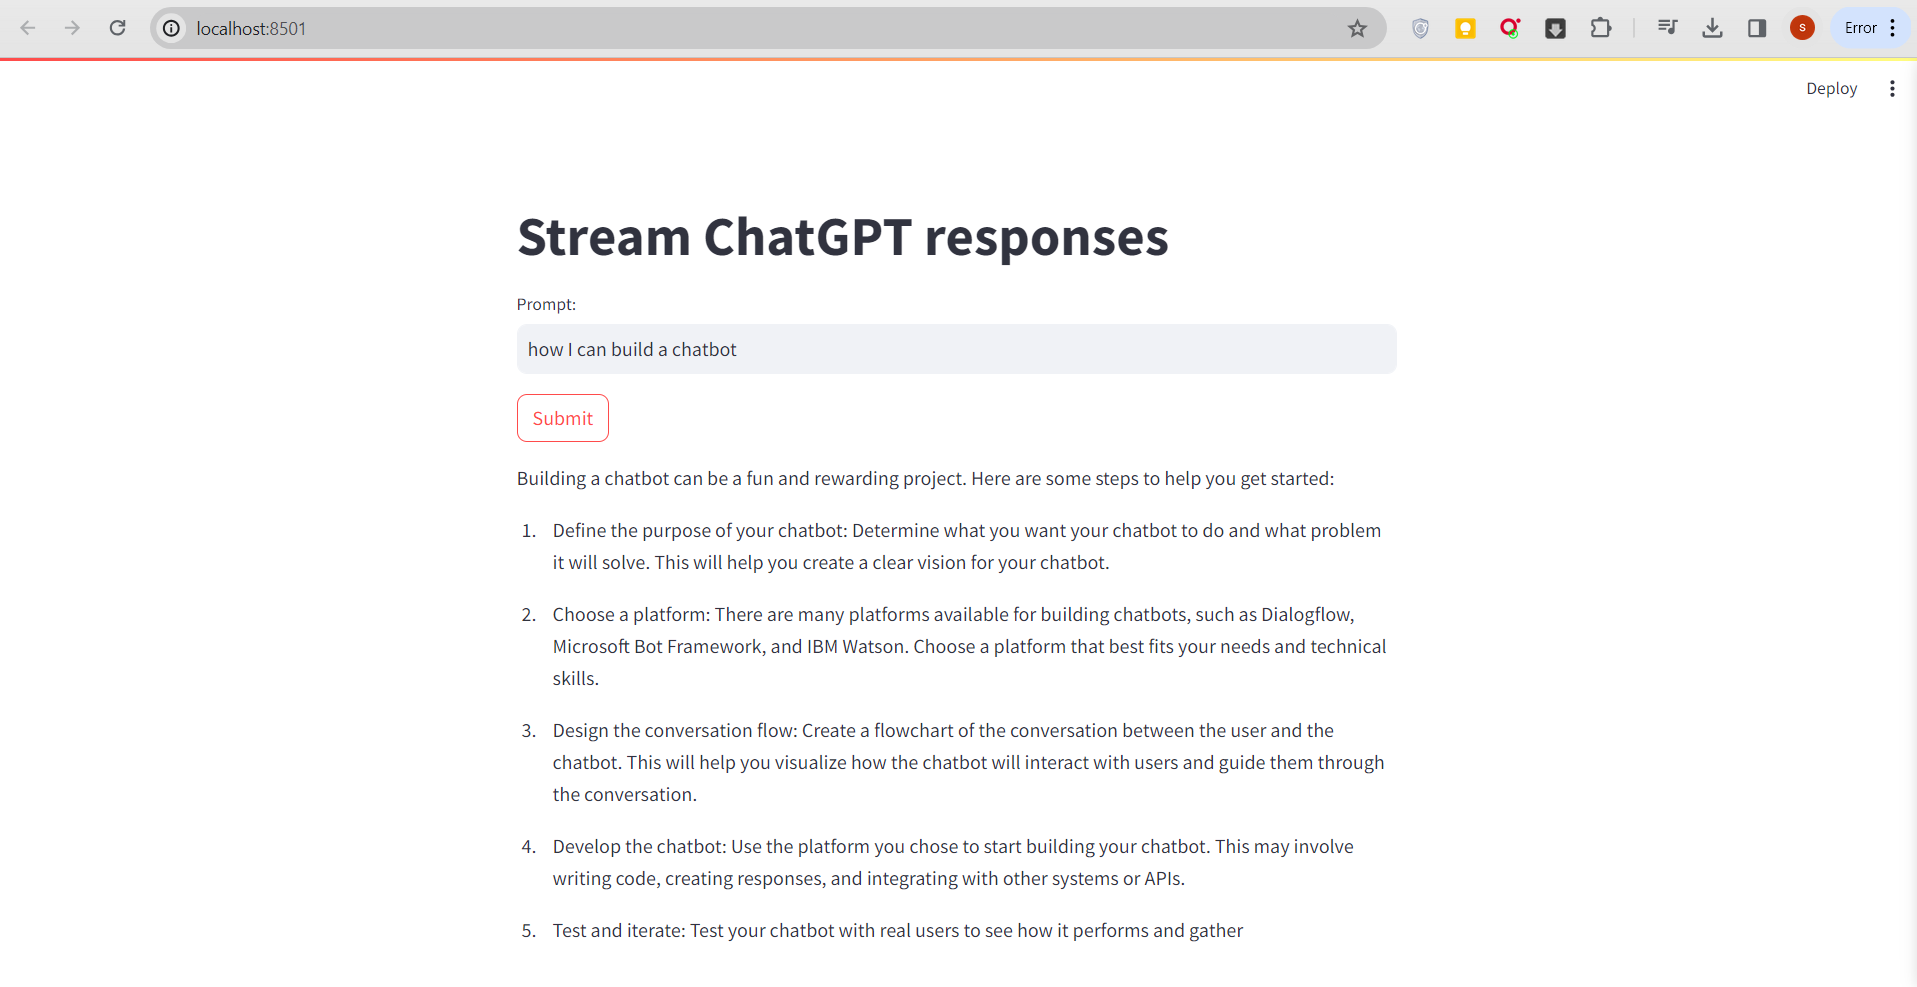 localhost:8501
S
Error
Deploy
Stream ChatGPT responses
Prompt:
how I can build a chatbot
Submit
Building a chatbot can be a fun and rewarding project. Here are some steps to help you get started:
1. Define the purpose of your chatbot: Determine what you want your chatbot to do and what problem
it will solve. This will help you create a clear vision for your chatbot.
2. Choose a platform: There are many platforms available for building chatbots, such as Dialogflow,
Microsoft Bot Framework, and IBM Watson. Choose a platform that best fits your needs and technical
skills.
3. Design the conversation flow: Create a flowchart of the conversation between the user and the
chatbot. This will help you visualize how the chatbot will interact with users and guide them through
the conversation.
4. Develop the chatbot: Use the platform you chose to start building your chatbot. This may involve
writing code, creating responses, and integrating with other systems or APIs.
5. Test and iterate: Test your chatbot with real users to see how it performs and gather